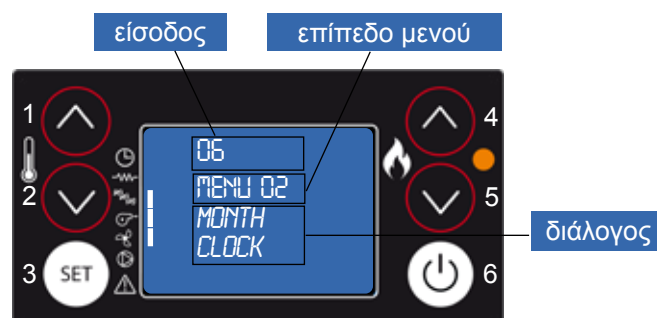 είσοδος
επίπεδο μενού
1
4
06
MENU 02
2
5
MONTH
CLOCK
διάλογος
3
SET
6